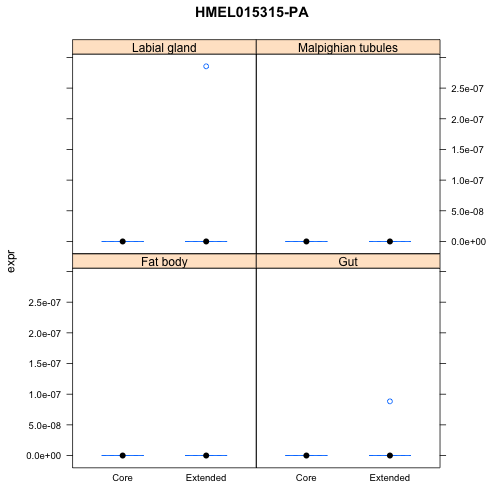 HMEL015315-PA
Labial gland
Malpighian tubules
2.5e-07
2.0e-07
1.5e-07
1.0e-07
5.0e-08
0.0e+00
expr
Fat body
Gut
2.5e-07
2.0e-07
1.5e-07
1.0e-07
5.0e-08
0.0e+00
Core
Extended
Core
Extended